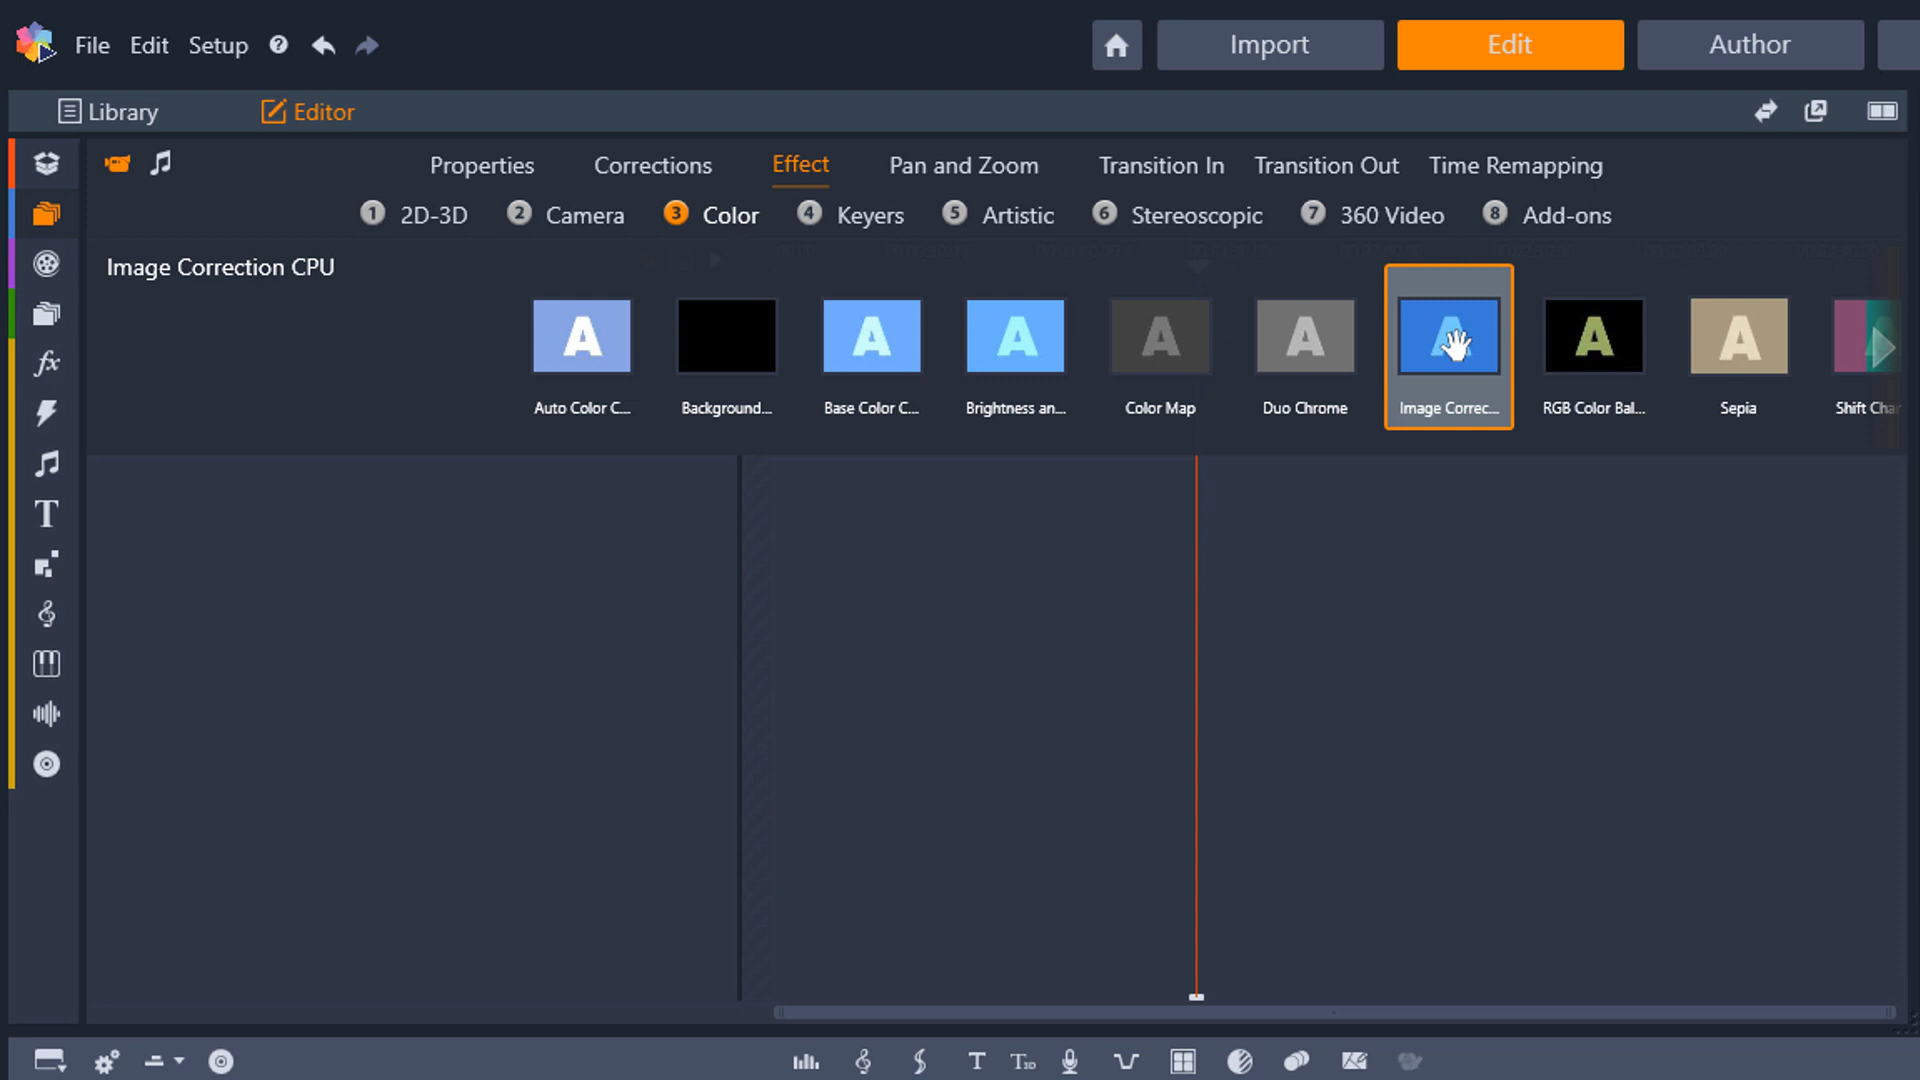 File Edit Setup
Import Edit Author
Library Editor
Properties Corrections Effect Pan and Zoom Transition In Transition Out Time Remapping
1 2D-3D 2 Camera 3 Color 4 Keyers 5 Artistic 6 Stereoscopic 7 360 Video 8 Add-ons
Image Correction CPU
A A A A A A A A
Auto Color C... Background... Base Color C... Brightness an... Color Map Duo Chrome Image Correc... RGB Color Bal... Sepia Shift Cha
T
T T3D